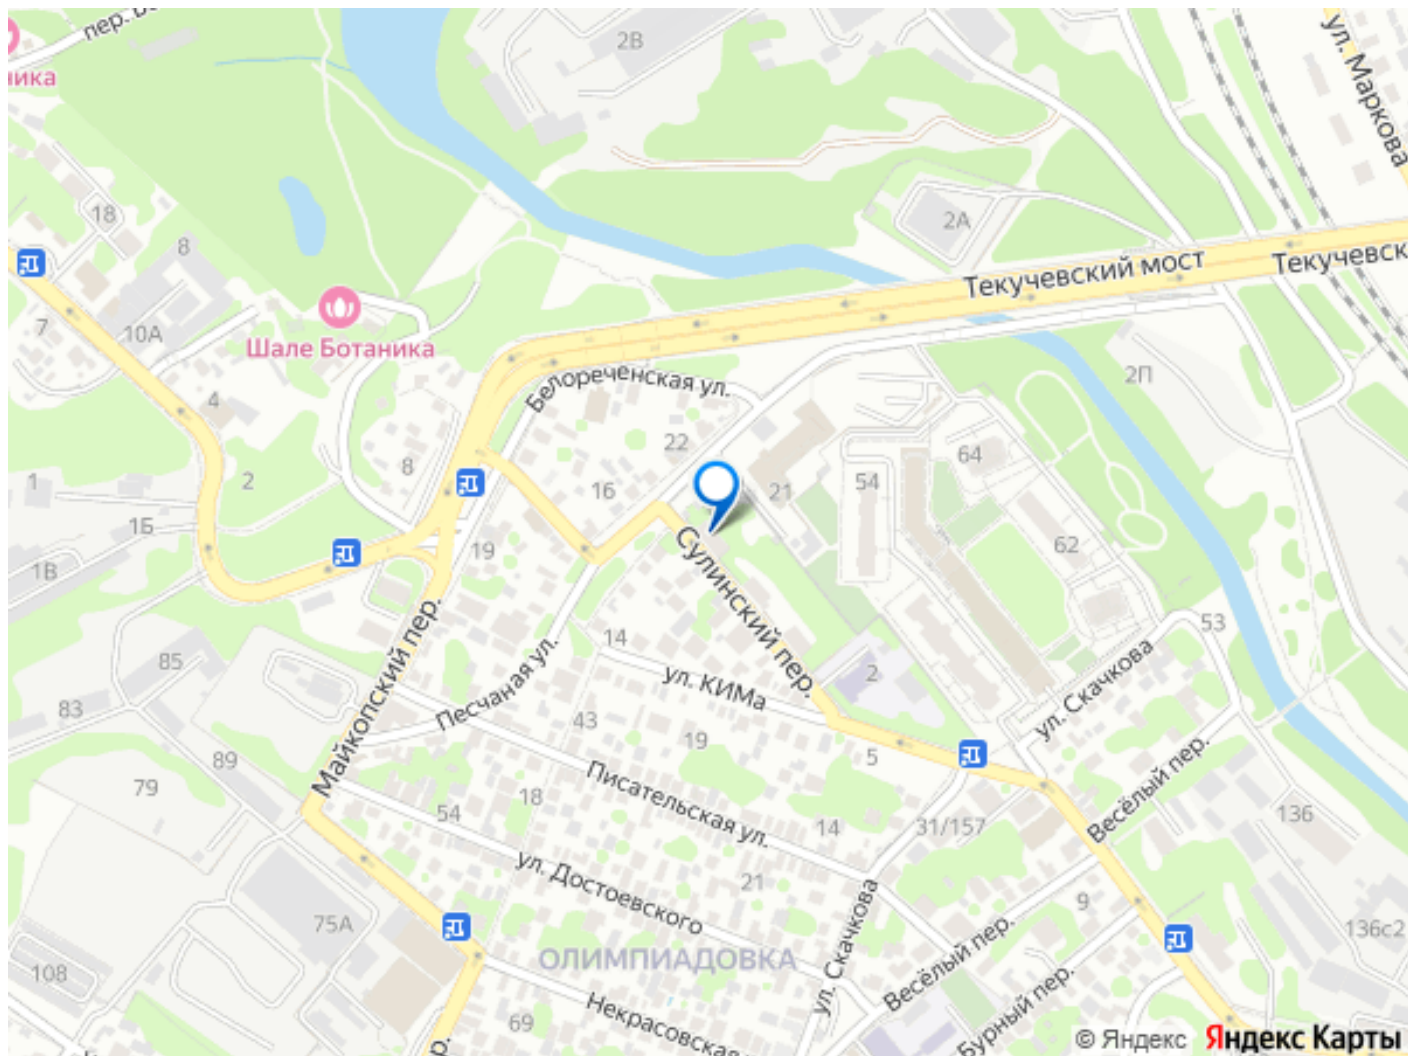 пер. Бо
2В
ул. Маркова
ика
18
8
2А
Текучевский мост
Текучевск
7
10А
Шале Ботаника
4
Белореченская ул.
2П
22
8
2
1
16
21
54
64
1Б
19
62
1В
Сулинский пер.
Майкопский пер.
14
53
85
Песчаная ул.
ул. КИМа
2
ул. Скачкова
83
43
19
5
89
79
Писательская ул.
18
54
14
31/157
Весёлый пер.
136
ул. Достоевского
21
ул. Скачкова
9
75А
136с2
108
ОЛИМПИАДОВКА
Весёлый пер.
Бурный пер.
69
Некрасовская
р.
© Яндекс Яндекс Карты